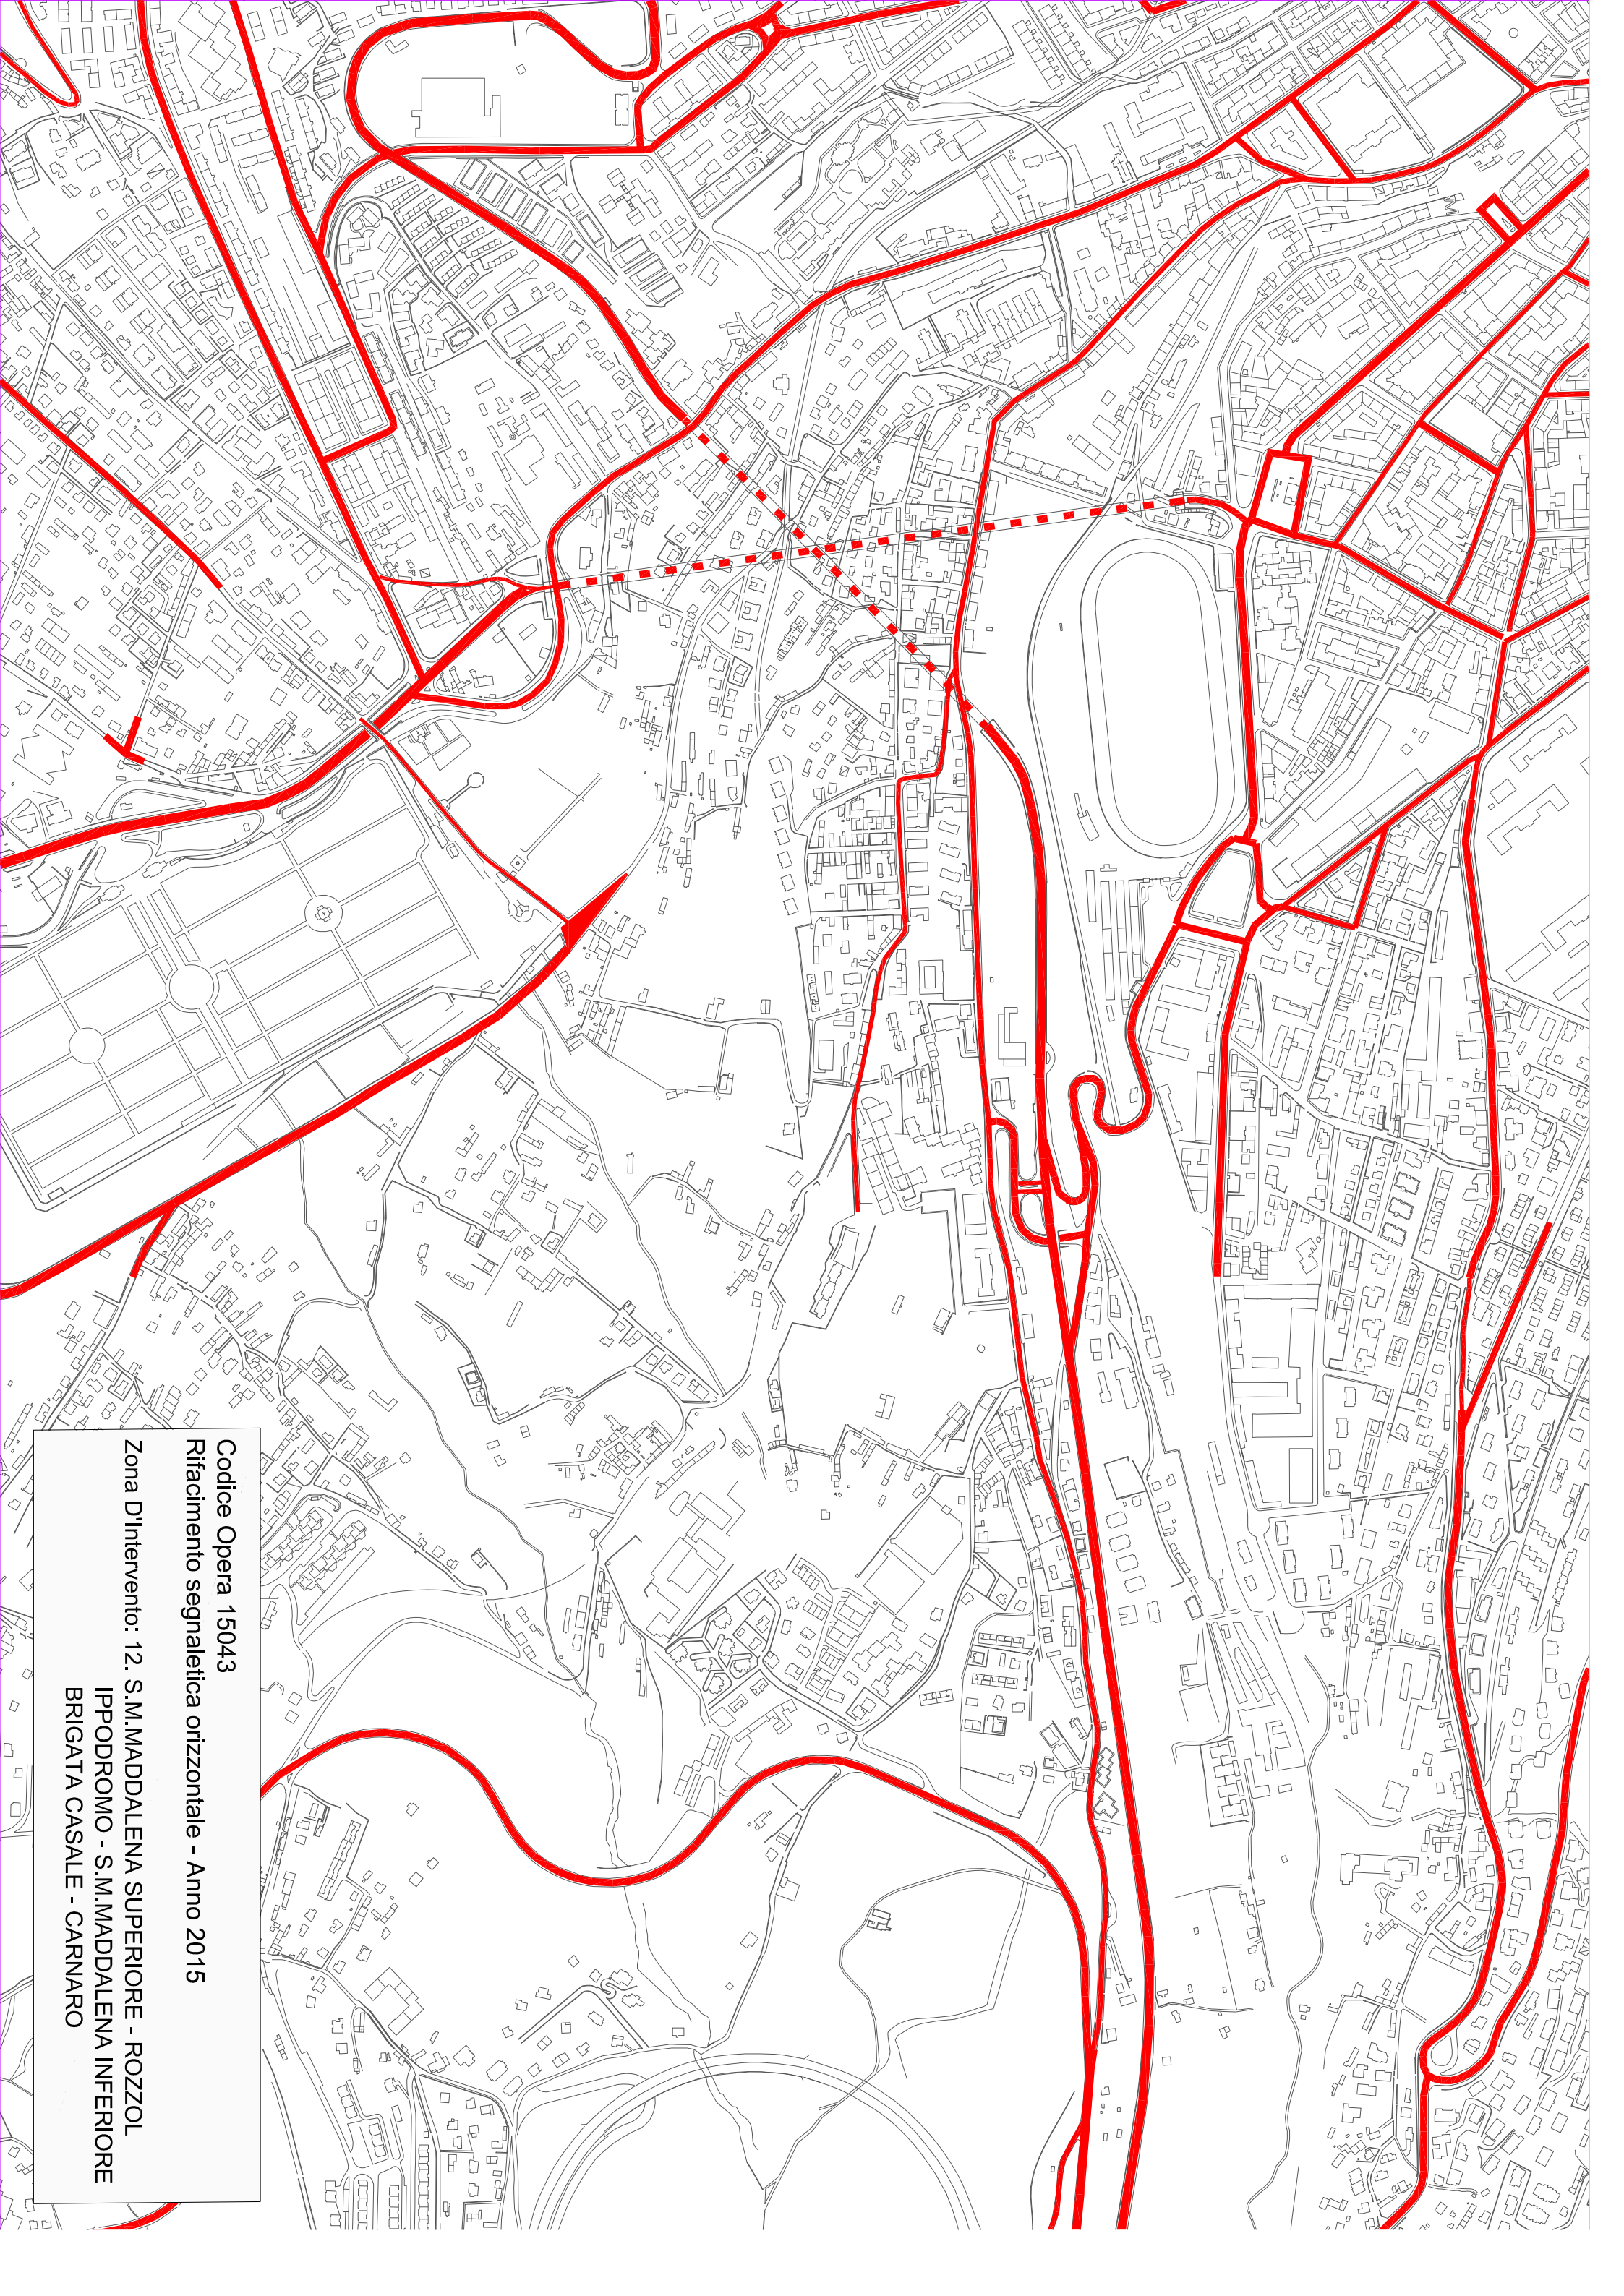 Codice Opera 15043
Rifacimento segnaletica orizzontale - Anno 2015
Zona D'Intervento: 12. S.M.MADDALENA SUPERIORE - ROZZOL
IPPODROMO - S.M.MADDALENA INFERIORE
BRIGATA CASALE - CARNARO